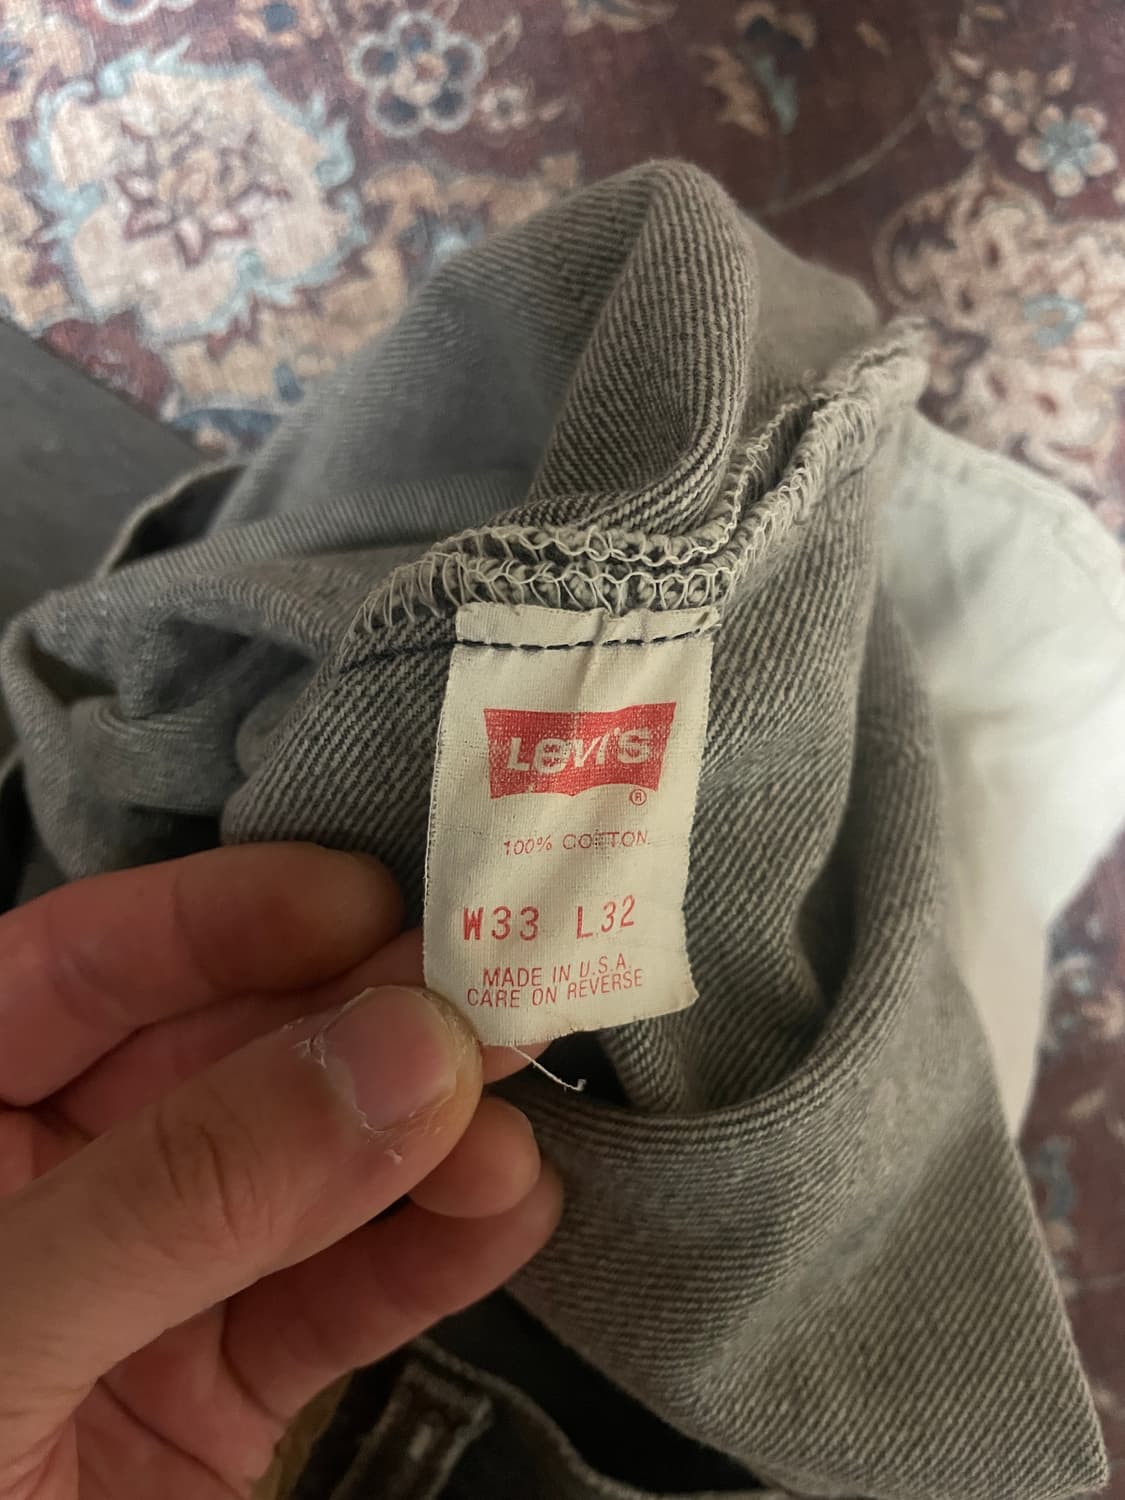 Levi's
®
100% COTTON
W33 L32
MADE IN U.S.A.
CARE ON REVERSE